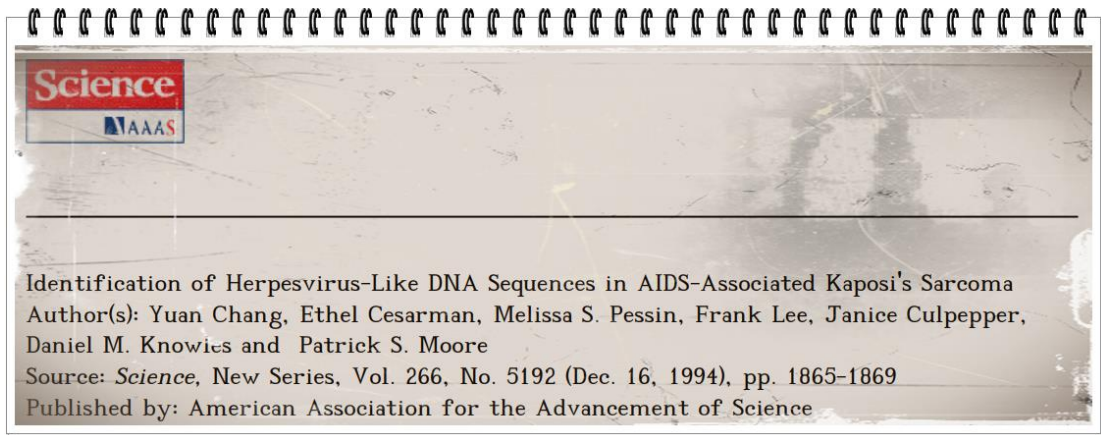 Science
AAAS
Identification of Herpesvirus-Like DNA Sequences in AIDS-Associated Kaposi's Sarcoma
Author(s): Yuan Chang, Ethel Cesarman, Melissa S. Pessin, Frank Lee, Janice Culpepper,
Daniel M. Knowles and Patrick S. Moore
Source: Science, New Series, Vol. 266, No. 5192 (Dec. 16, 1994), pp. 1865-1869
Published by: American Association for the Advancement of Science